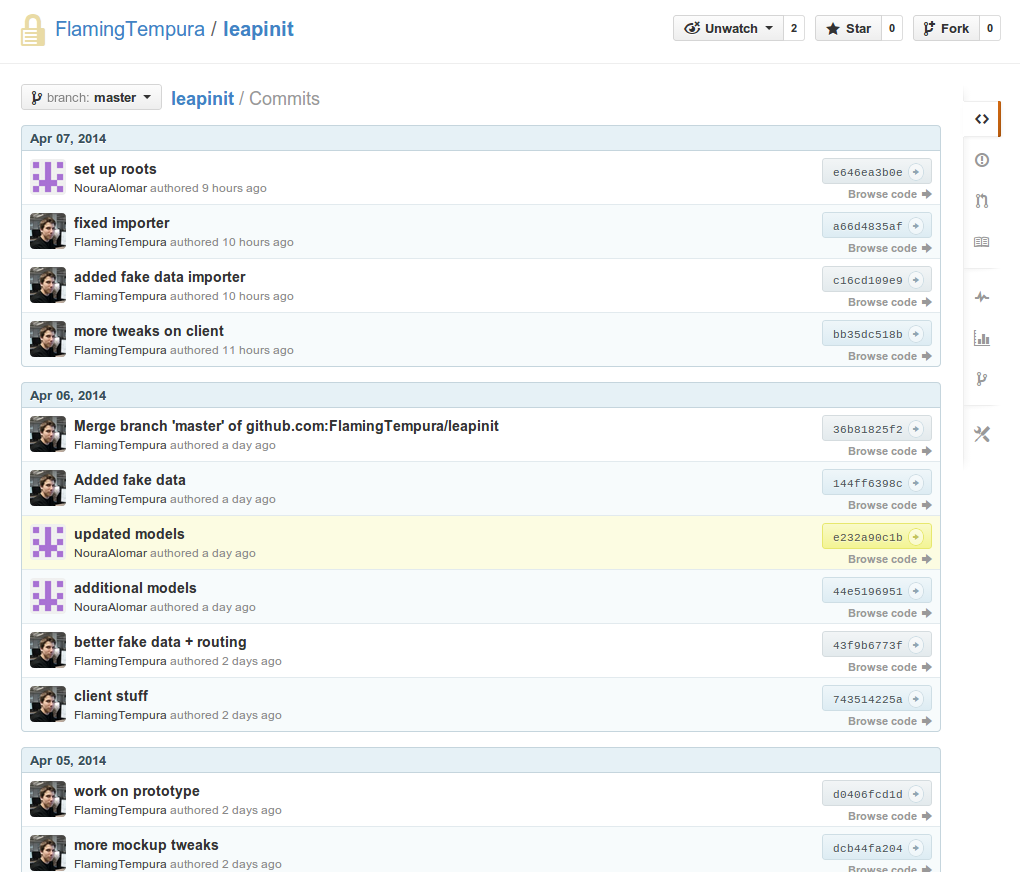 FlamingTempura / leapinit
Unwatch 2 Star 0 Fork 0
branch: master leapinit / Commits
Apr 07, 2014
set up roots
e646ea3b0e
NouraAlomar authored 9 hours ago
Browse code
fixed importer
a66d4835af
FlamingTempura authored 10 hours ago
Browse code
added fake data importer
c16cd109e9
FlamingTempura authored 10 hours ago
Browse code
more tweaks on client
bb35dc518b
FlamingTempura authored 11 hours ago
Browse code
Apr 06, 2014
Merge branch 'master' of github.com:FlamingTempura/leapinit
36b81825f2
FlamingTempura authored a day ago
Browse code
Added fake data
144ff6398c
FlamingTempura authored a day ago
Browse code
updated models
e232a90c1b
NouraAlomar authored a day ago
Browse code
additional models
44e5196951
NouraAlomar authored a day ago
Browse code
better fake data + routing
43f9b6773f
FlamingTempura authored 2 days ago
Browse code
client stuff
743514225a
FlamingTempura authored 2 days ago
Browse code
Apr 05, 2014
work on prototype
d0406fcd1d
FlamingTempura authored 2 days ago
Browse code
more mockup tweaks
dcb44fa204
FlamingTempura authored 2 days ago
Browse code